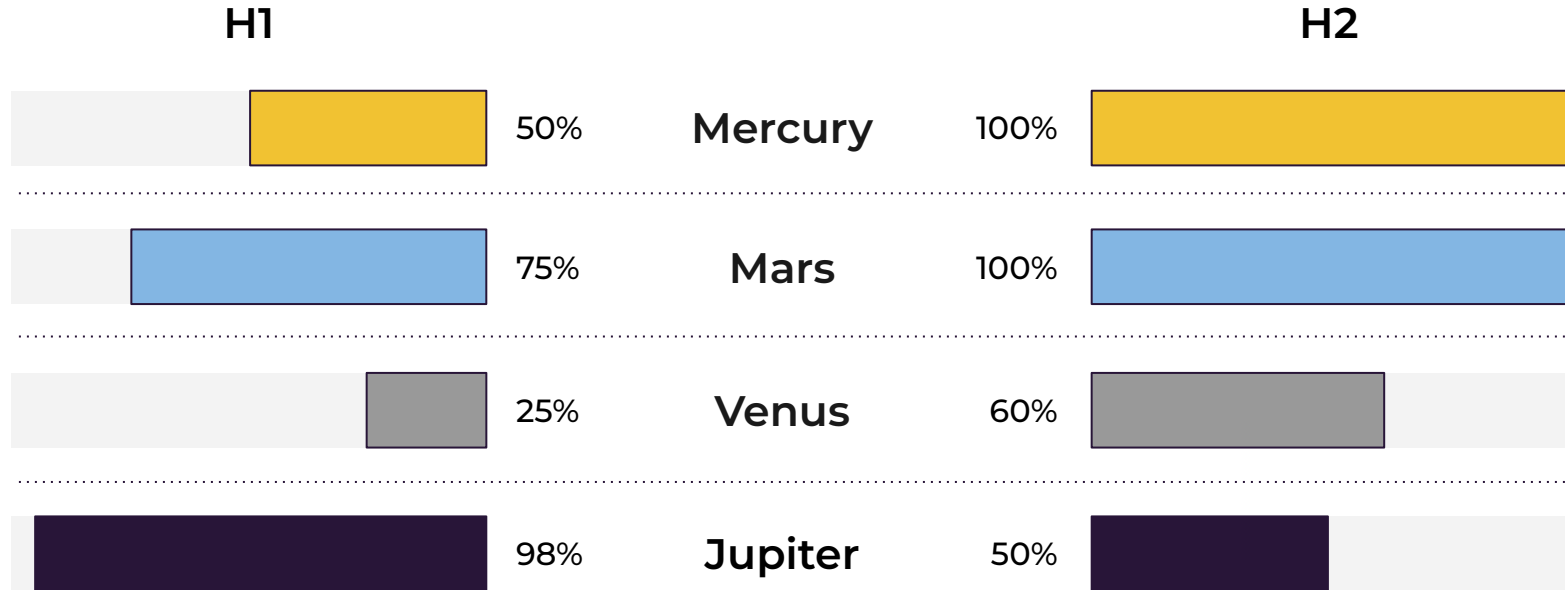 H1 H2
50% Mercury 100%
75% Mars 100%
25% Venus 60%
98% Jupiter 50%